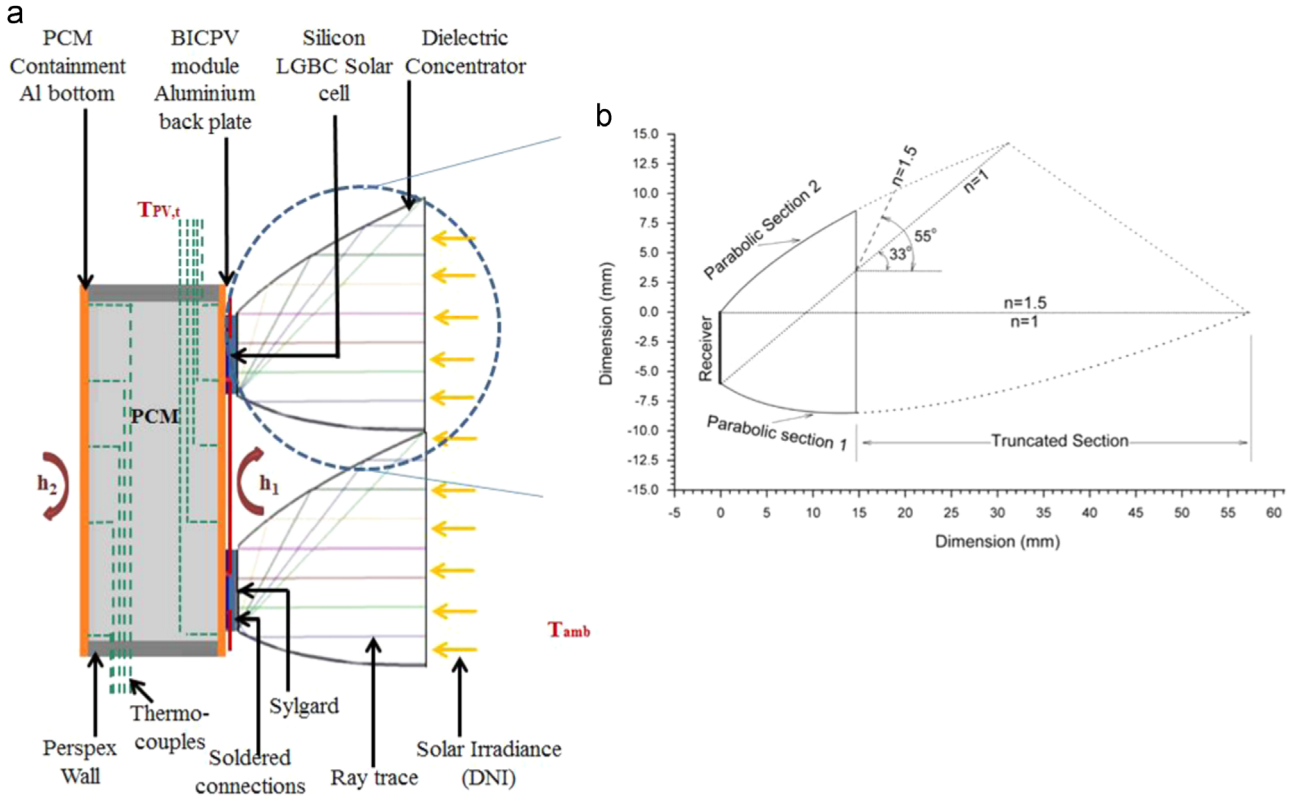 a
PCM
Containment
Al bottom
BICPV
module
Aluminium
back plate
Silicon
LGBC Solar
cell
Dielectric
Concentrator
TPV,t
PCM
h2
h1
Tamb
Perspex
Wall
Thermo-
couples
Soldered
connections
Sylgard
Ray trace
Solar Irradiance
(DNI)
b
15.0
12.5
10.0
7.5
5.0
2.5
0.0
-2.5
-5.0
-7.5
-10.0
-12.5
-15.0
Dimension (mm)
-5
0
5
10
15
20
25
30
35
40
45
50
55
60
Dimension (mm)
Receiver
Parabolic Section 2
Parabolic section 1
n=1.5
n=1
55°
33°
n=1.5
n=1
Truncated Section